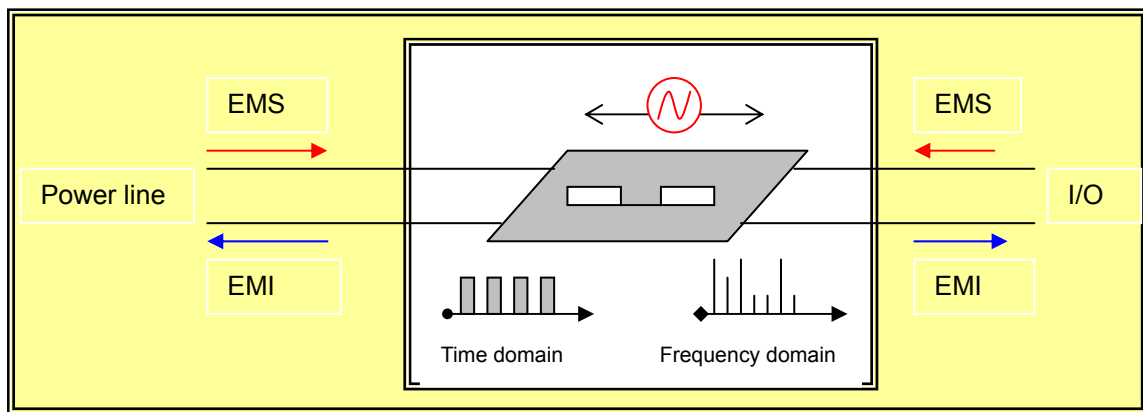 EMS
EMS
Power line
I/O
EMI
EMI
Time domain
Frequency domain